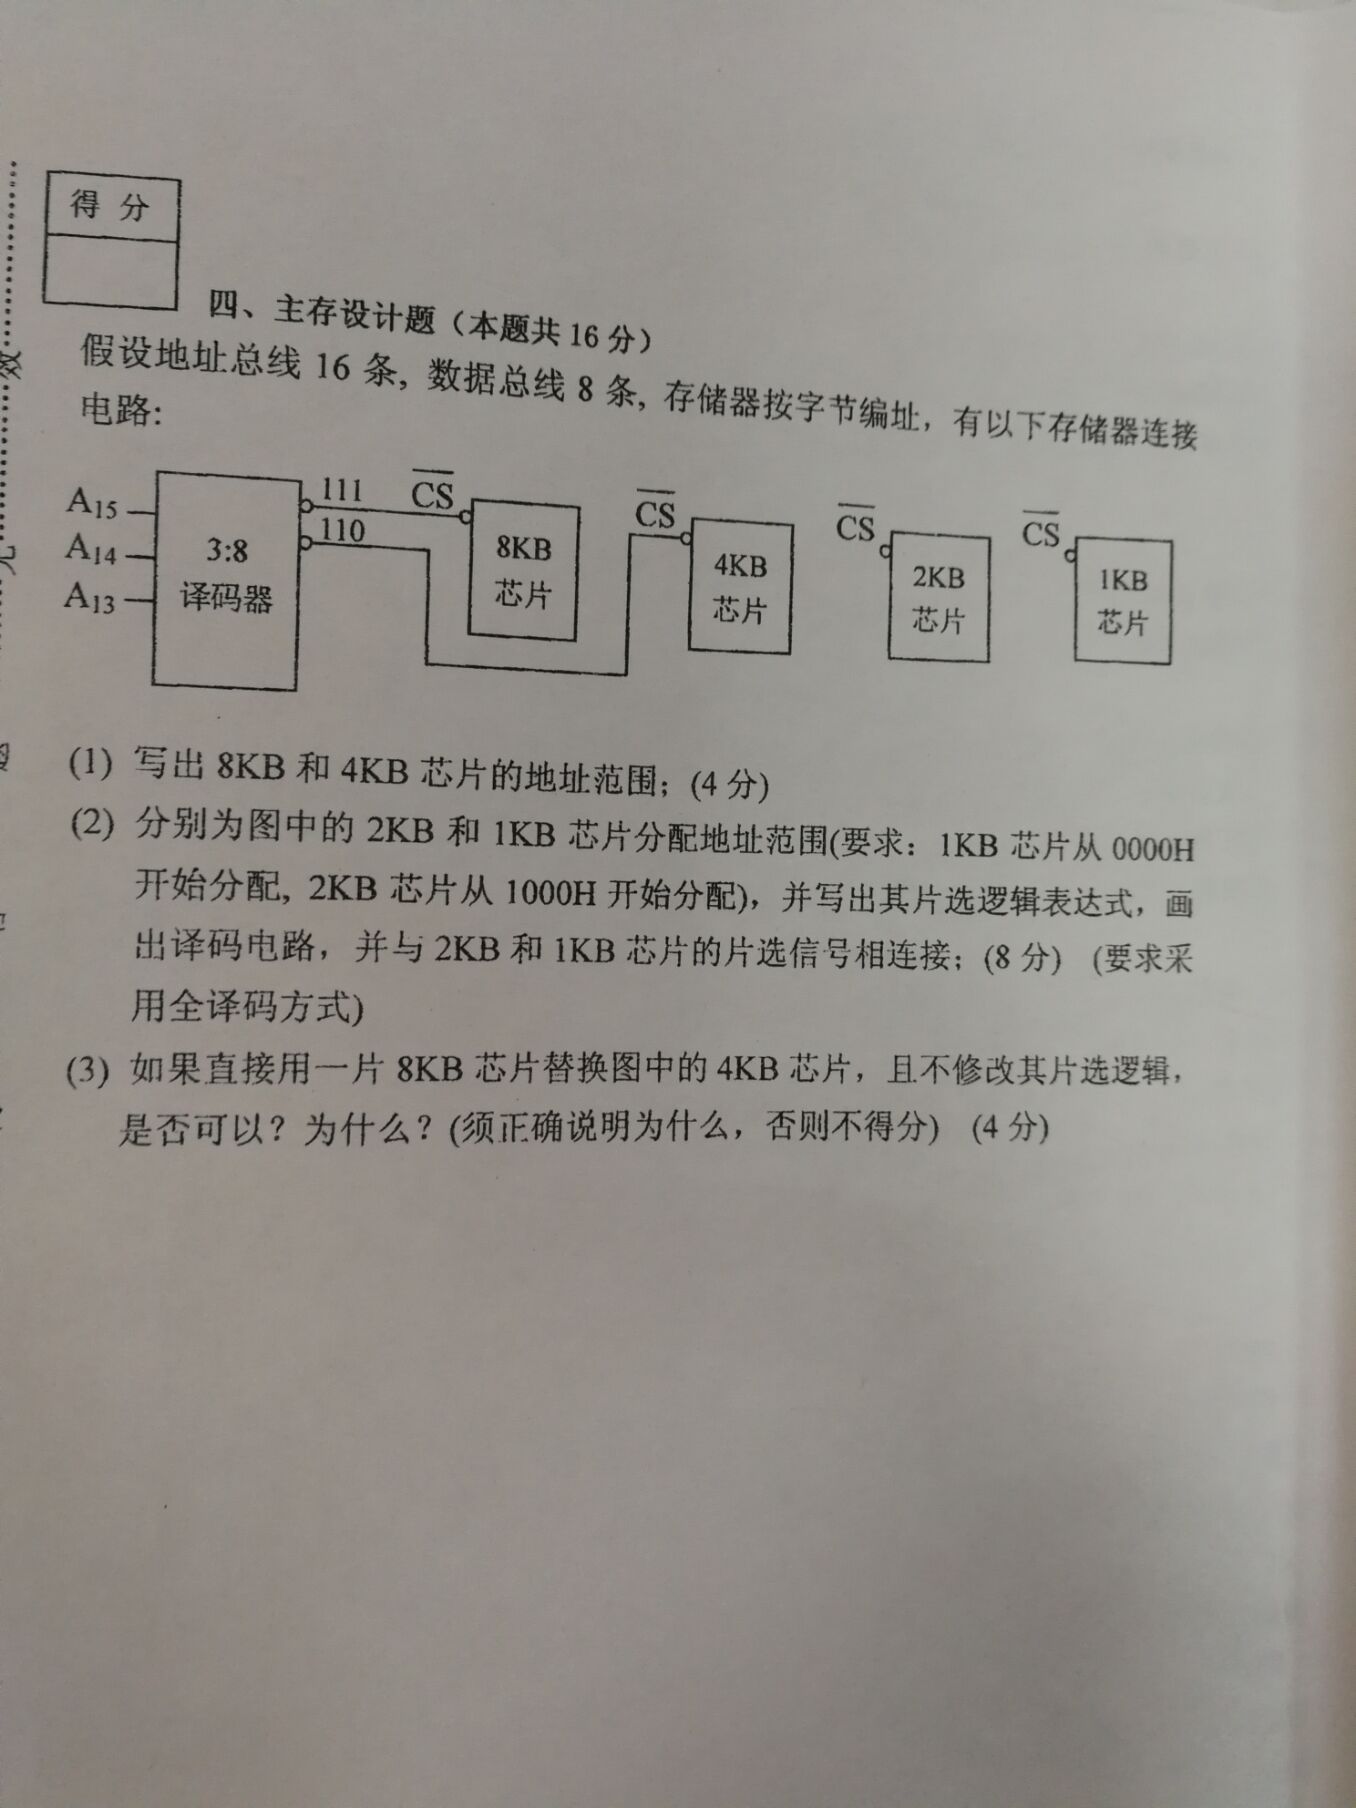 得 分
四、主存设计题（本题共 16 分）
假设地址总线 16 条, 数据总线 8 条, 存储器按字节编址，有以下存储器连接
电路:
A15
A14
A13
3:8
译码器
111
110
CS
8KB
芯片
CS
4KB
芯片
CS
2KB
芯片
CS
1KB
芯片
(1) 写出 8KB 和 4KB 芯片的地址范围；(4 分)
(2) 分别为图中的 2KB 和 1KB 芯片分配地址范围(要求：1KB 芯片从 0000H
开始分配, 2KB 芯片从 1000H 开始分配)，并写出其片选逻辑表达式，画
出译码电路，并与 2KB 和 1KB 芯片的片选信号相连接；(8 分) (要求采
用全译码方式)
(3) 如果直接用一片 8KB 芯片替换图中的 4KB 芯片，且不修改其片选逻辑，
是否可以？为什么？(须正确说明为什么，否则不得分) (4 分)